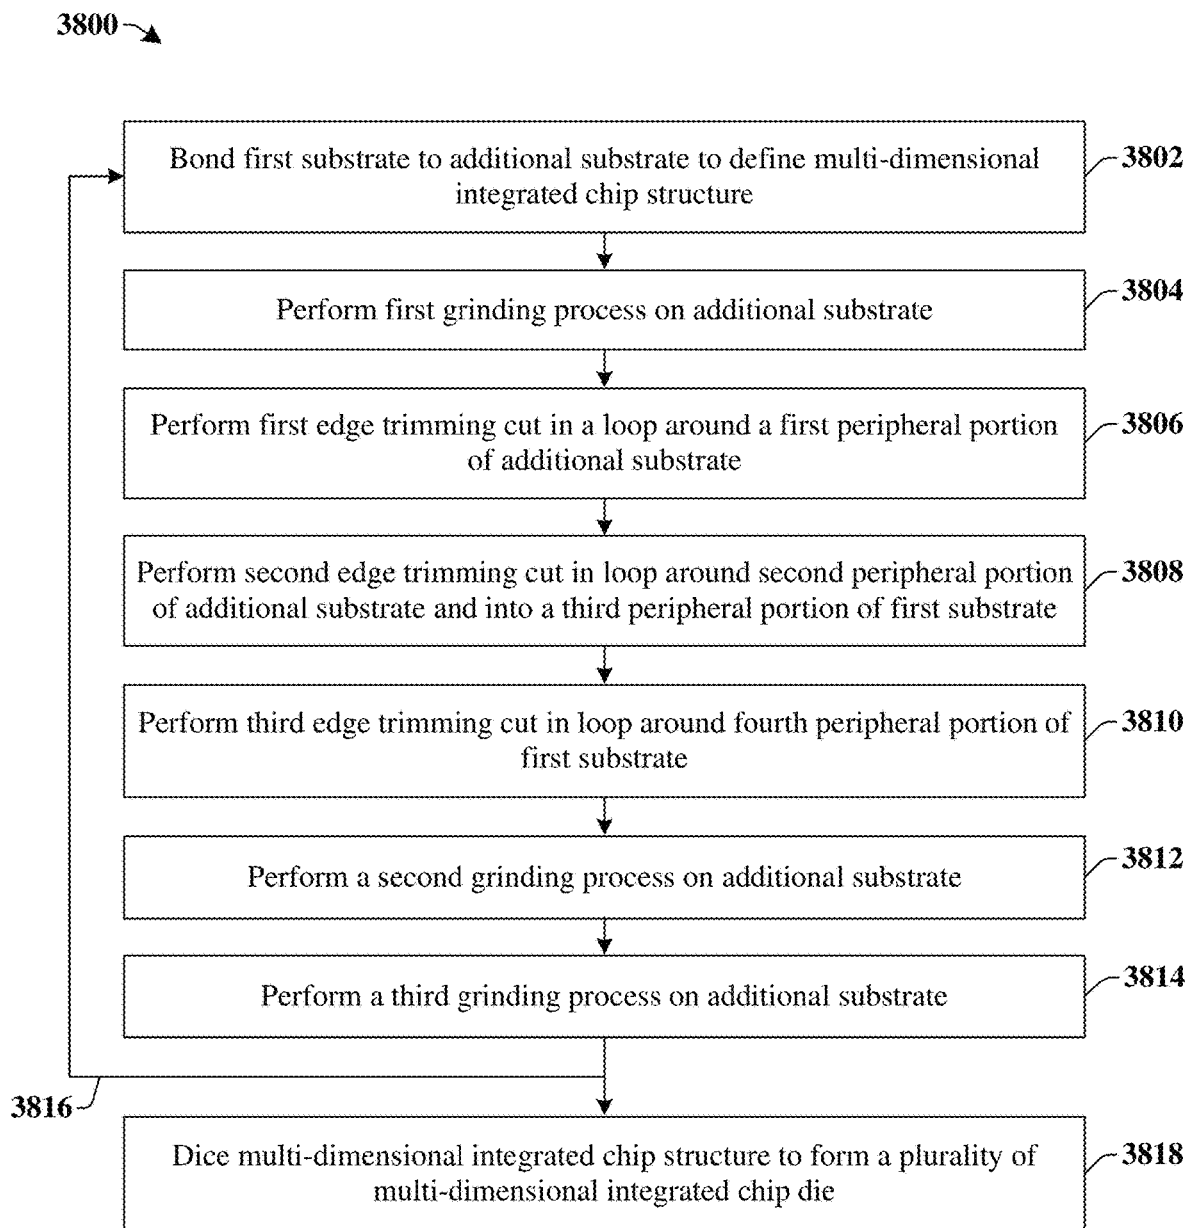 3800
Bond first substrate to additional substrate to define multi-dimensional
integrated chip structure
3802
Perform first grinding process on additional substrate
3804
Perform first edge trimming cut in a loop around a first peripheral portion
of additional substrate
3806
Perform second edge trimming cut in loop around second peripheral portion
of additional substrate and into a third peripheral portion of first substrate
3808
Perform third edge trimming cut in loop around fourth peripheral portion of
first substrate
3810
Perform a second grinding process on additional substrate
3812
Perform a third grinding process on additional substrate
3814
3816
Dice multi-dimensional integrated chip structure to form a plurality of
multi-dimensional integrated chip die
3818